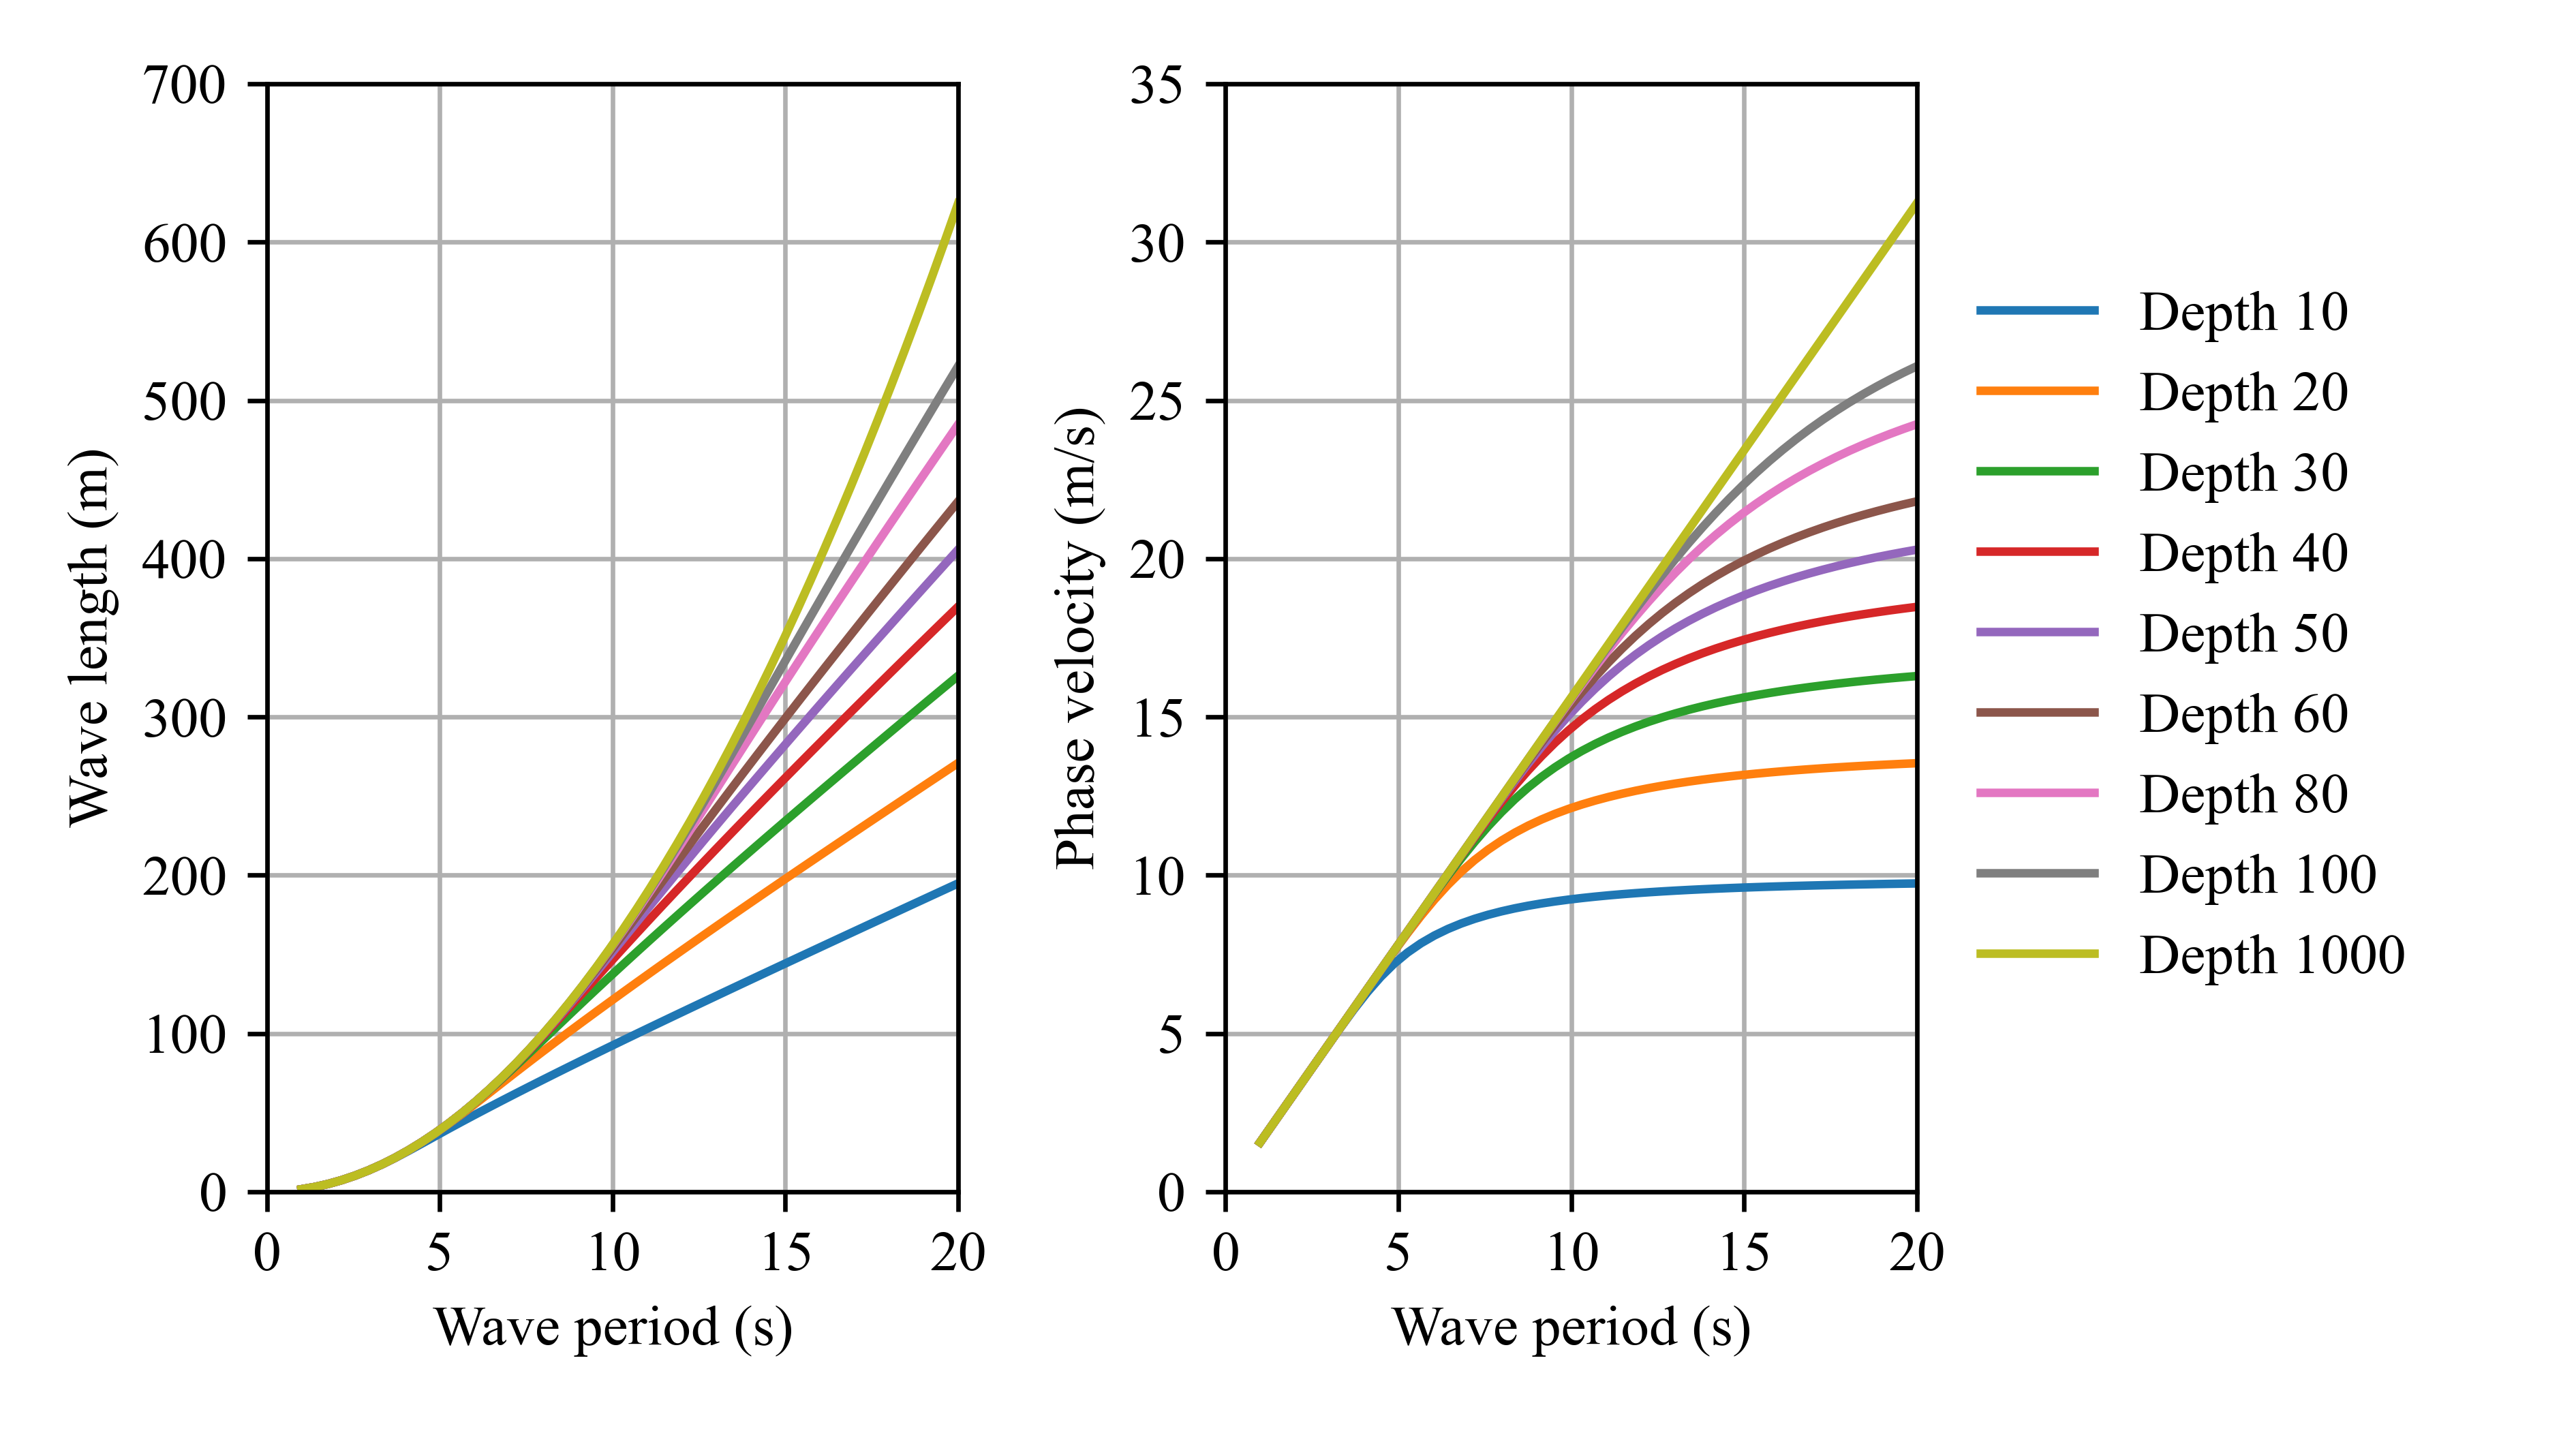 700
600
500
400
300
200
100
0
Wave length (m)
0 5 10 15 20
Wave period (s)
35
30
25
20
15
10
5
0
Phase velocity (m/s)
0 5 10 15 20
Wave period (s)
Depth 10
Depth 20
Depth 30
Depth 40
Depth 50
Depth 60
Depth 80
Depth 100
Depth 1000